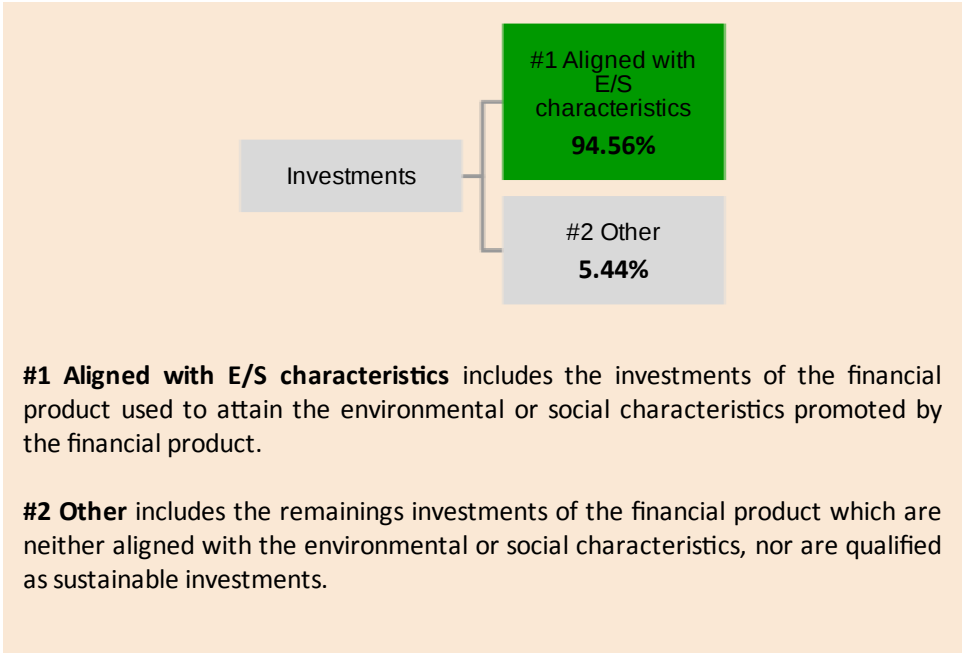 #1 Aligned with
E/S
characteristics
94.56%
Investments
#2 Other
5.44%
#1 Aligned with E/S characteristics includes the investments of the financial
product used to attain the environmental or social characteristics promoted by
the financial product.
#2 Other includes the remainings investments of the financial product which are
neither aligned with the environmental or social characteristics, nor are qualified
as sustainable investments.